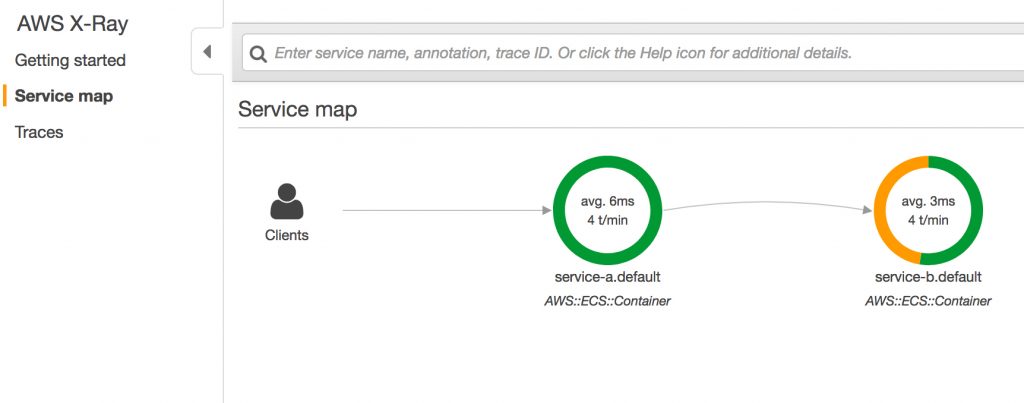 AWS X-Ray
Getting started
Service map
Traces
Enter service name, annotation, trace ID. Or click the Help icon for additional details.
Service map
Clients
avg. 6ms
4 t/min
service-a.default
AWS::ECS::Container
avg. 3ms
4 t/min
service-b.default
AWS::ECS::Container